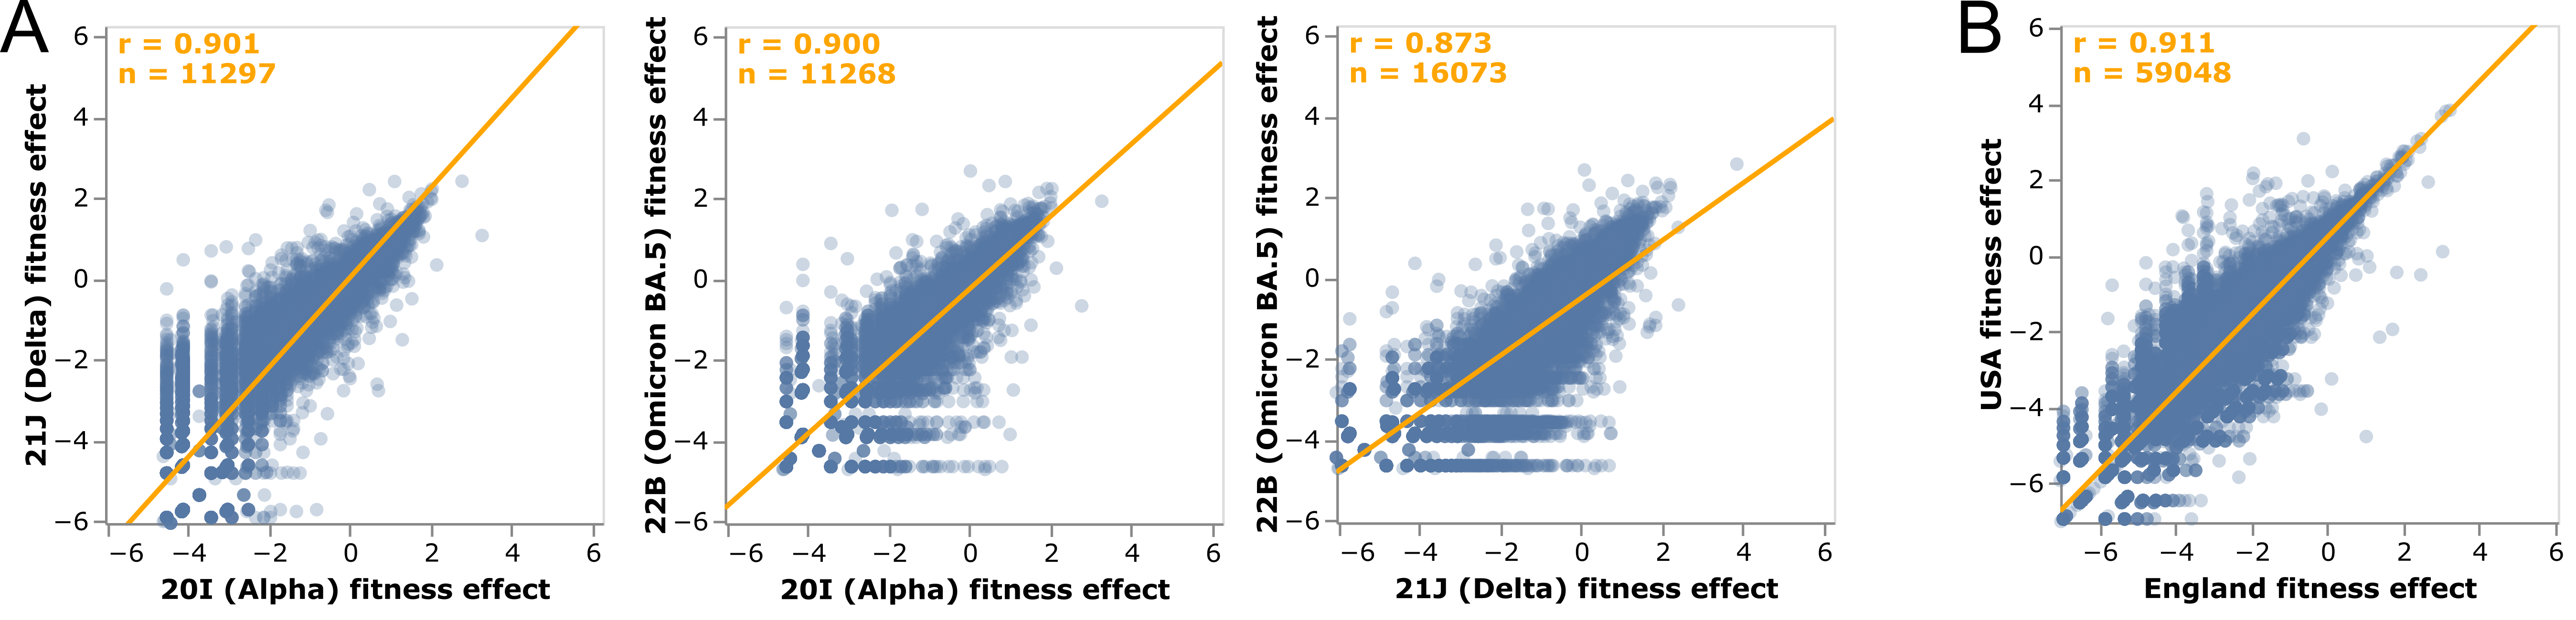 A
r = 0.901
n = 11297
21J (Delta) fitness effect
6
4
2
0
−2
−4
−6
−6 −4 −2 0 2 4 6
20I (Alpha) fitness effect
r = 0.900
n = 11268
22B (Omicron BA.5) fitness effect
6
4
2
0
−2
−4
−6
−6 −4 −2 0 2 4 6
20I (Alpha) fitness effect
r = 0.873
n = 16073
22B (Omicron BA.5) fitness effect
6
4
2
0
−2
−4
−6
−6 −4 −2 0 2 4 6
21J (Delta) fitness effect
B
r = 0.911
n = 59048
USA fitness effect
6
4
2
0
−2
−4
−6
−6 −4 −2 0 2 4 6
England fitness effect